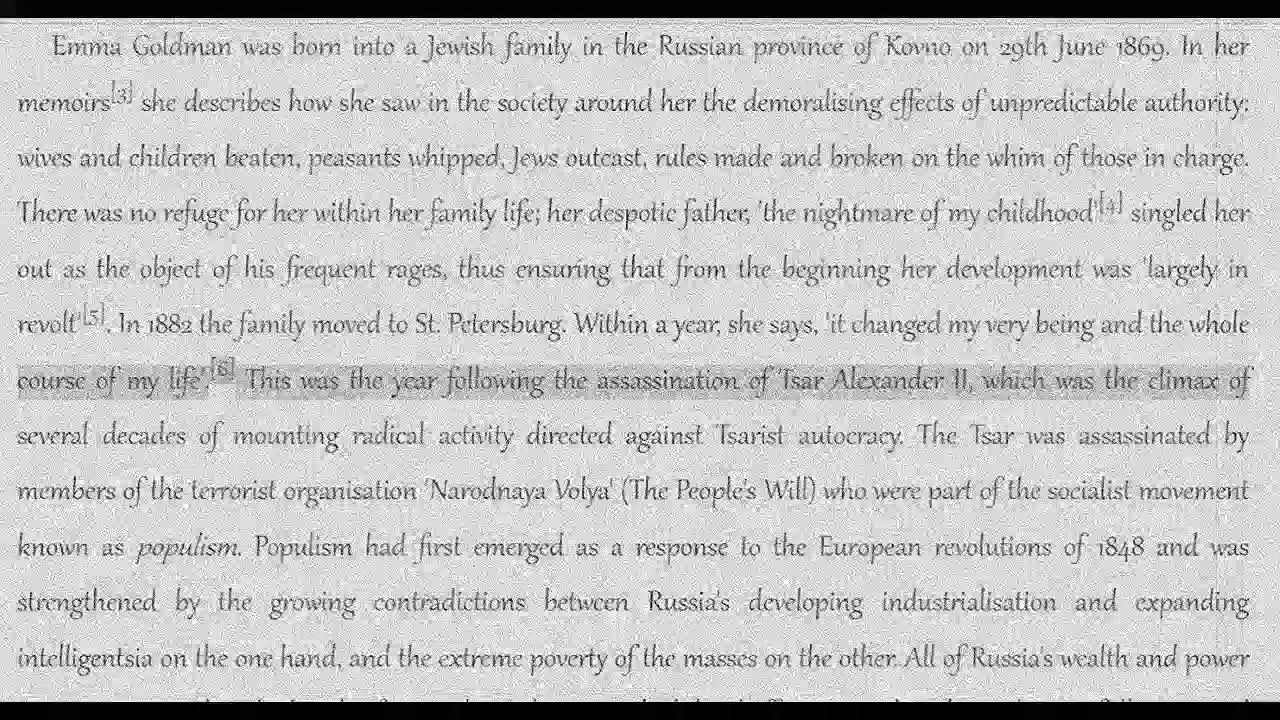 Emma Goldman was born into a Jewish family in the Russian province of Kovno on 29th June 1869. In her
memoirs[3] she describes how she saw in the society around her the demoralising effects of unpredictable authority:
wives and children beaten, peasants whipped, Jews outcast, rules made and broken on the whim of those in charge.
There was no refuge for her within her family life; her despotic father, 'the nightmare of my childhood'[4] singled her
out as the object of his frequent rages, thus ensuring that from the beginning her development was 'largely in
revolt'[5]. In 1882 the family moved to St. Petersburg. Within a year, she says, 'it changed my very being and the whole
course of my life'.[6] This was the year following the assassination of Tsar Alexander II, which was the climax of
several decades of mounting radical activity directed against Tsarist autocracy. The Tsar was assassinated by
members of the terrorist organisation 'Narodnaya Volya' (The People's Will) who were part of the socialist movement
known as populism. Populism had first emerged as a response to the European revolutions of 1848 and was
strengthened by the growing contradictions between Russia's developing industrialisation and expanding
intelligentsia on the one hand, and the extreme poverty of the masses on the other. All of Russia's wealth and power